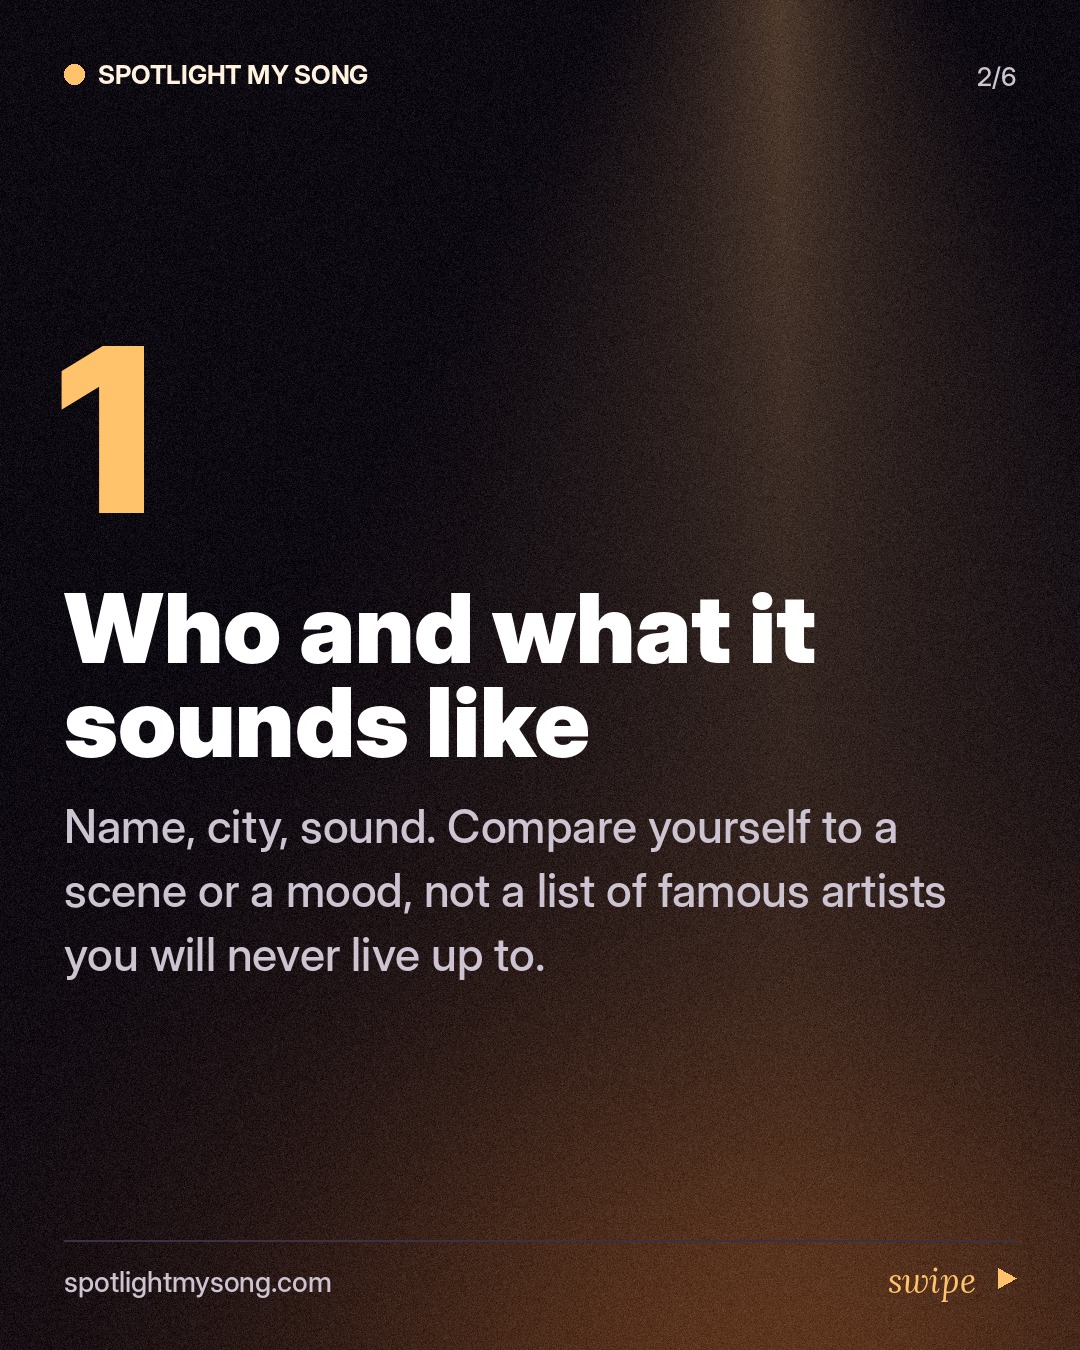 SPOTLIGHT MY SONG
2/6
1
Who and what it
sounds like
Name, city, sound. Compare yourself to a
scene or a mood, not a list of famous artists
you will never live up to.
spotlightmysong.com
swipe